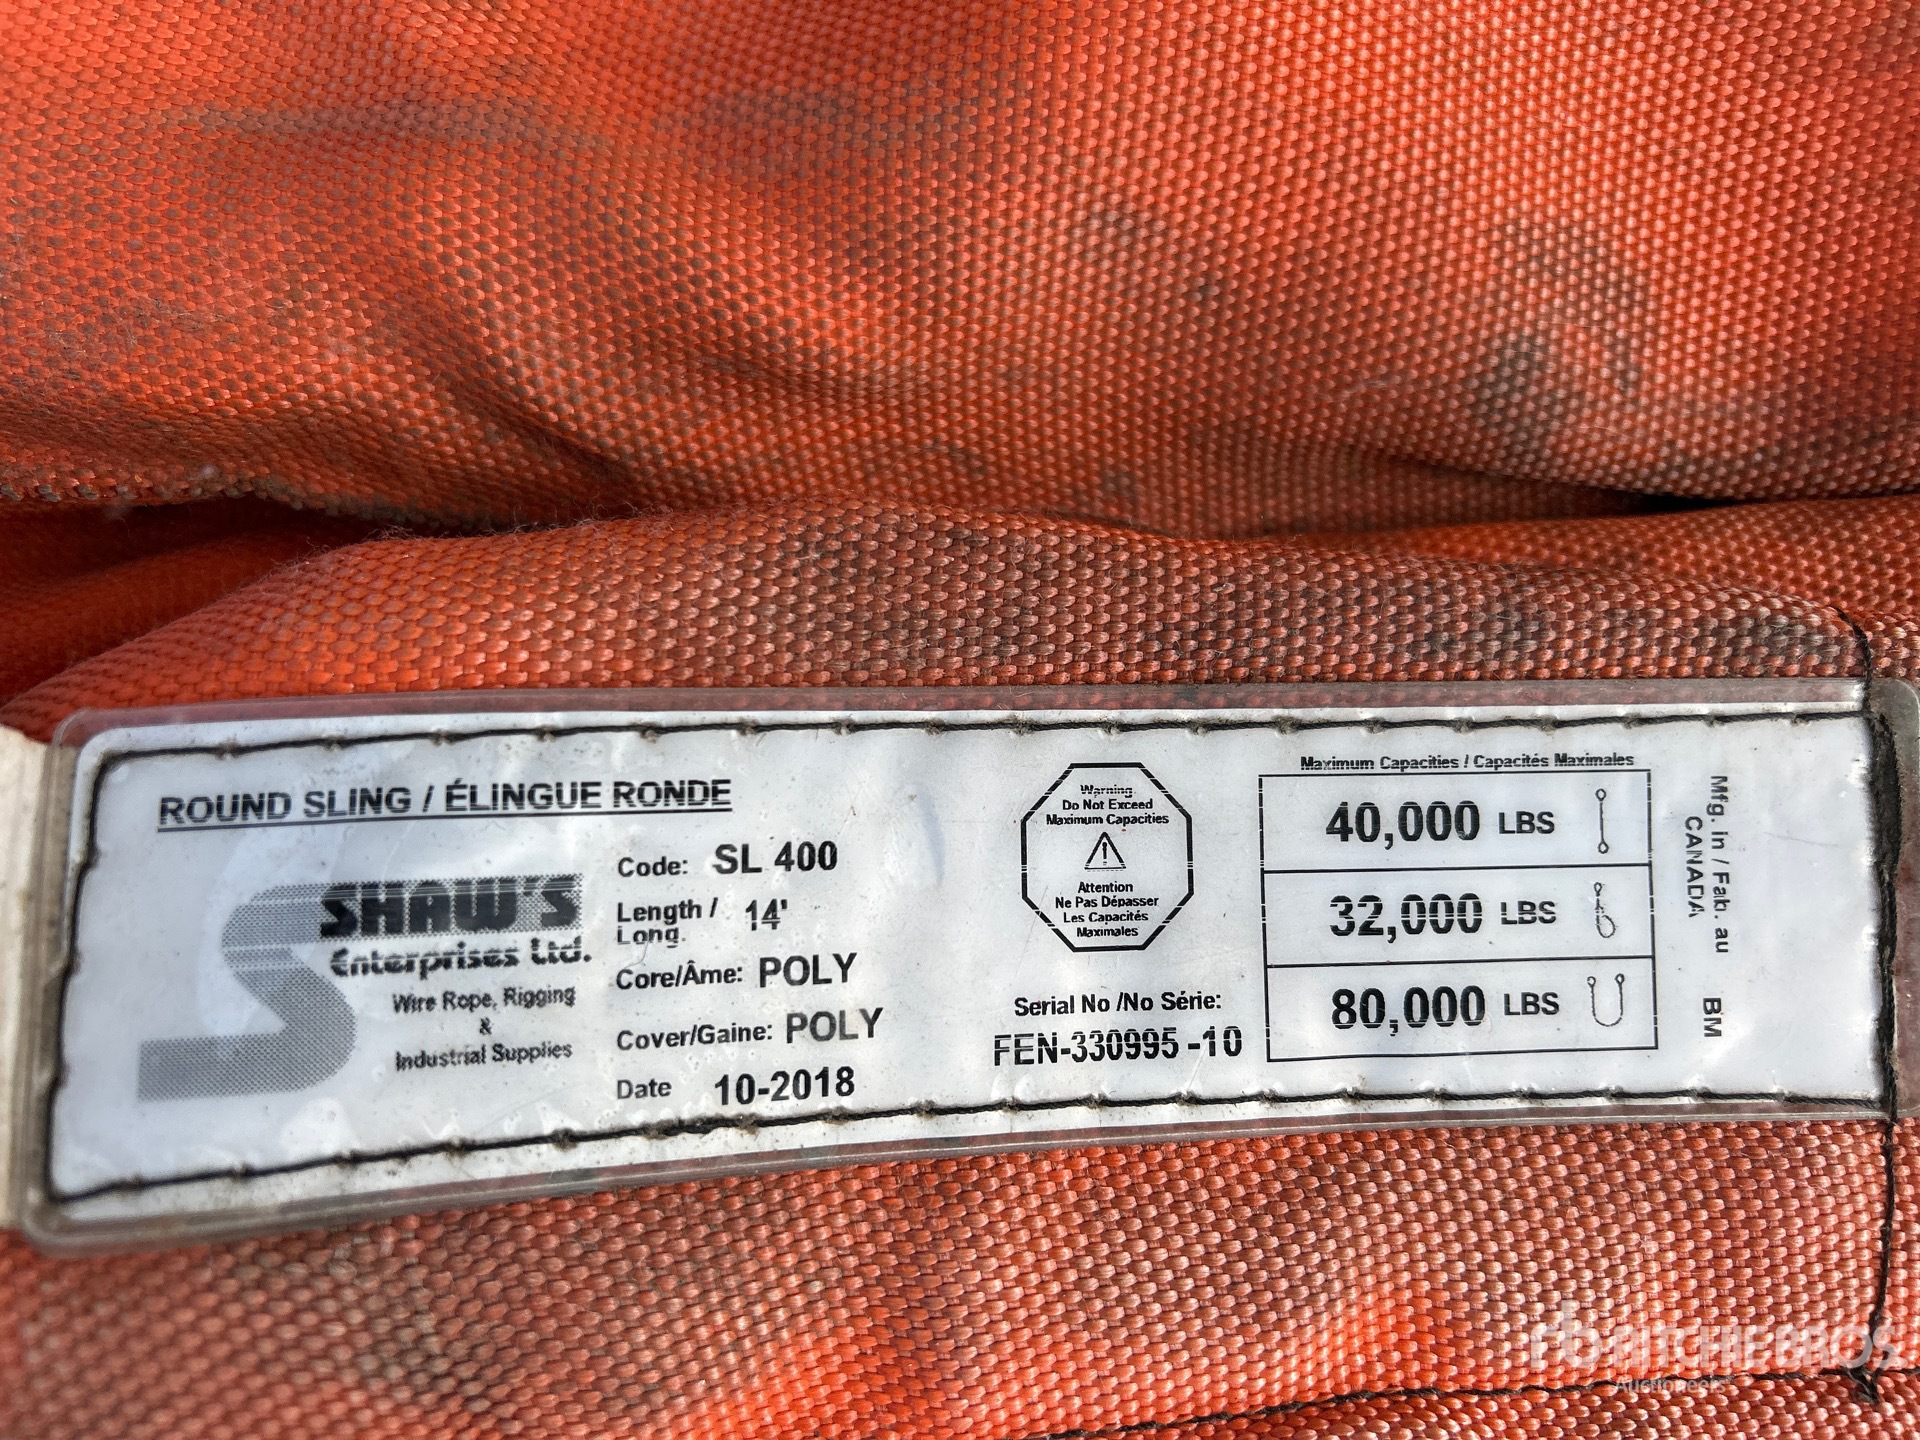 ROUND SLING / ÉLINGUE RONDE
SHAW'S
Enterprises Ltd.
Wire Rope, Rigging
&
Industrial Supplies
Code: SL 400
Length / 14'
Long.
Core/Âme: POLY
Cover/Gaine: POLY
Date 10-2018
Warning
Do Not Exceed
Maximum Capacities
Attention
Ne Pas Dépasser
Les Capacités
Maximales
Serial No /No Série:
FEN-330995-10
Maximum Capacities / Capacités Maximales
40,000 LBS
32,000 LBS
80,000 LBS
Mfg. in / Fab. au BM
CANADA
RITCHIE BROS
Auctioneers